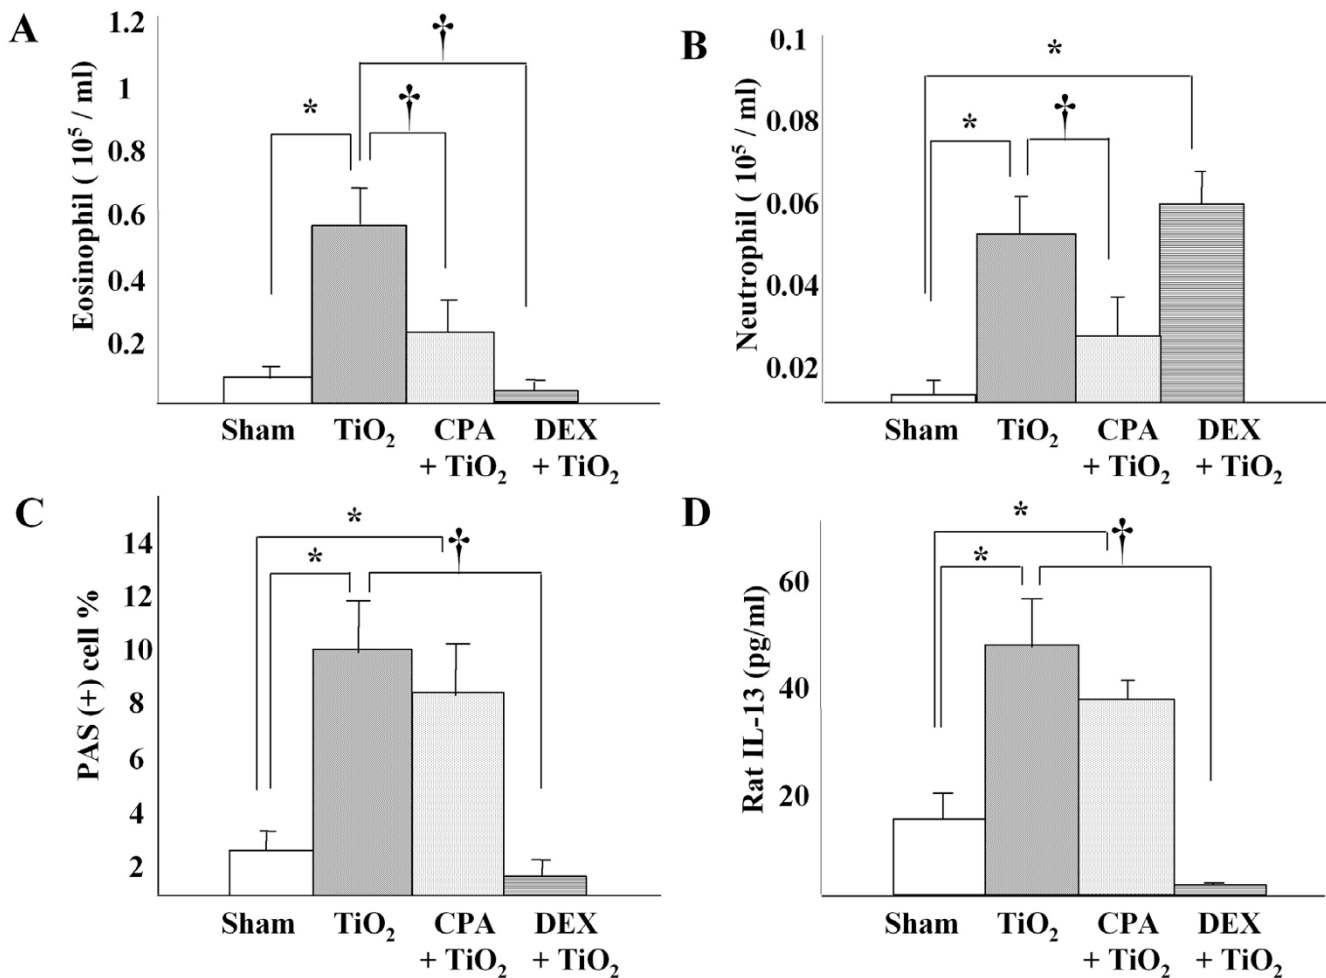 A
Eosinophil ( 10⁵ / ml)
1.2
1
0.8
0.6
0.4
0.2
*
†
†
Sham TiO₂ CPA DEX
+ TiO₂ + TiO₂
B
Neutrophil ( 10⁵ / ml)
0.1
0.08
0.06
0.04
0.02
*
*
†
Sham TiO₂ CPA DEX
+ TiO₂ + TiO₂
C
PAS (+) cell %
14
12
10
8
6
4
2
*
*
†
Sham TiO₂ CPA DEX
+ TiO₂ + TiO₂
D
Rat IL-13 (pg/ml)
60
40
20
*
*
†
Sham TiO₂ CPA DEX
+ TiO₂ + TiO₂